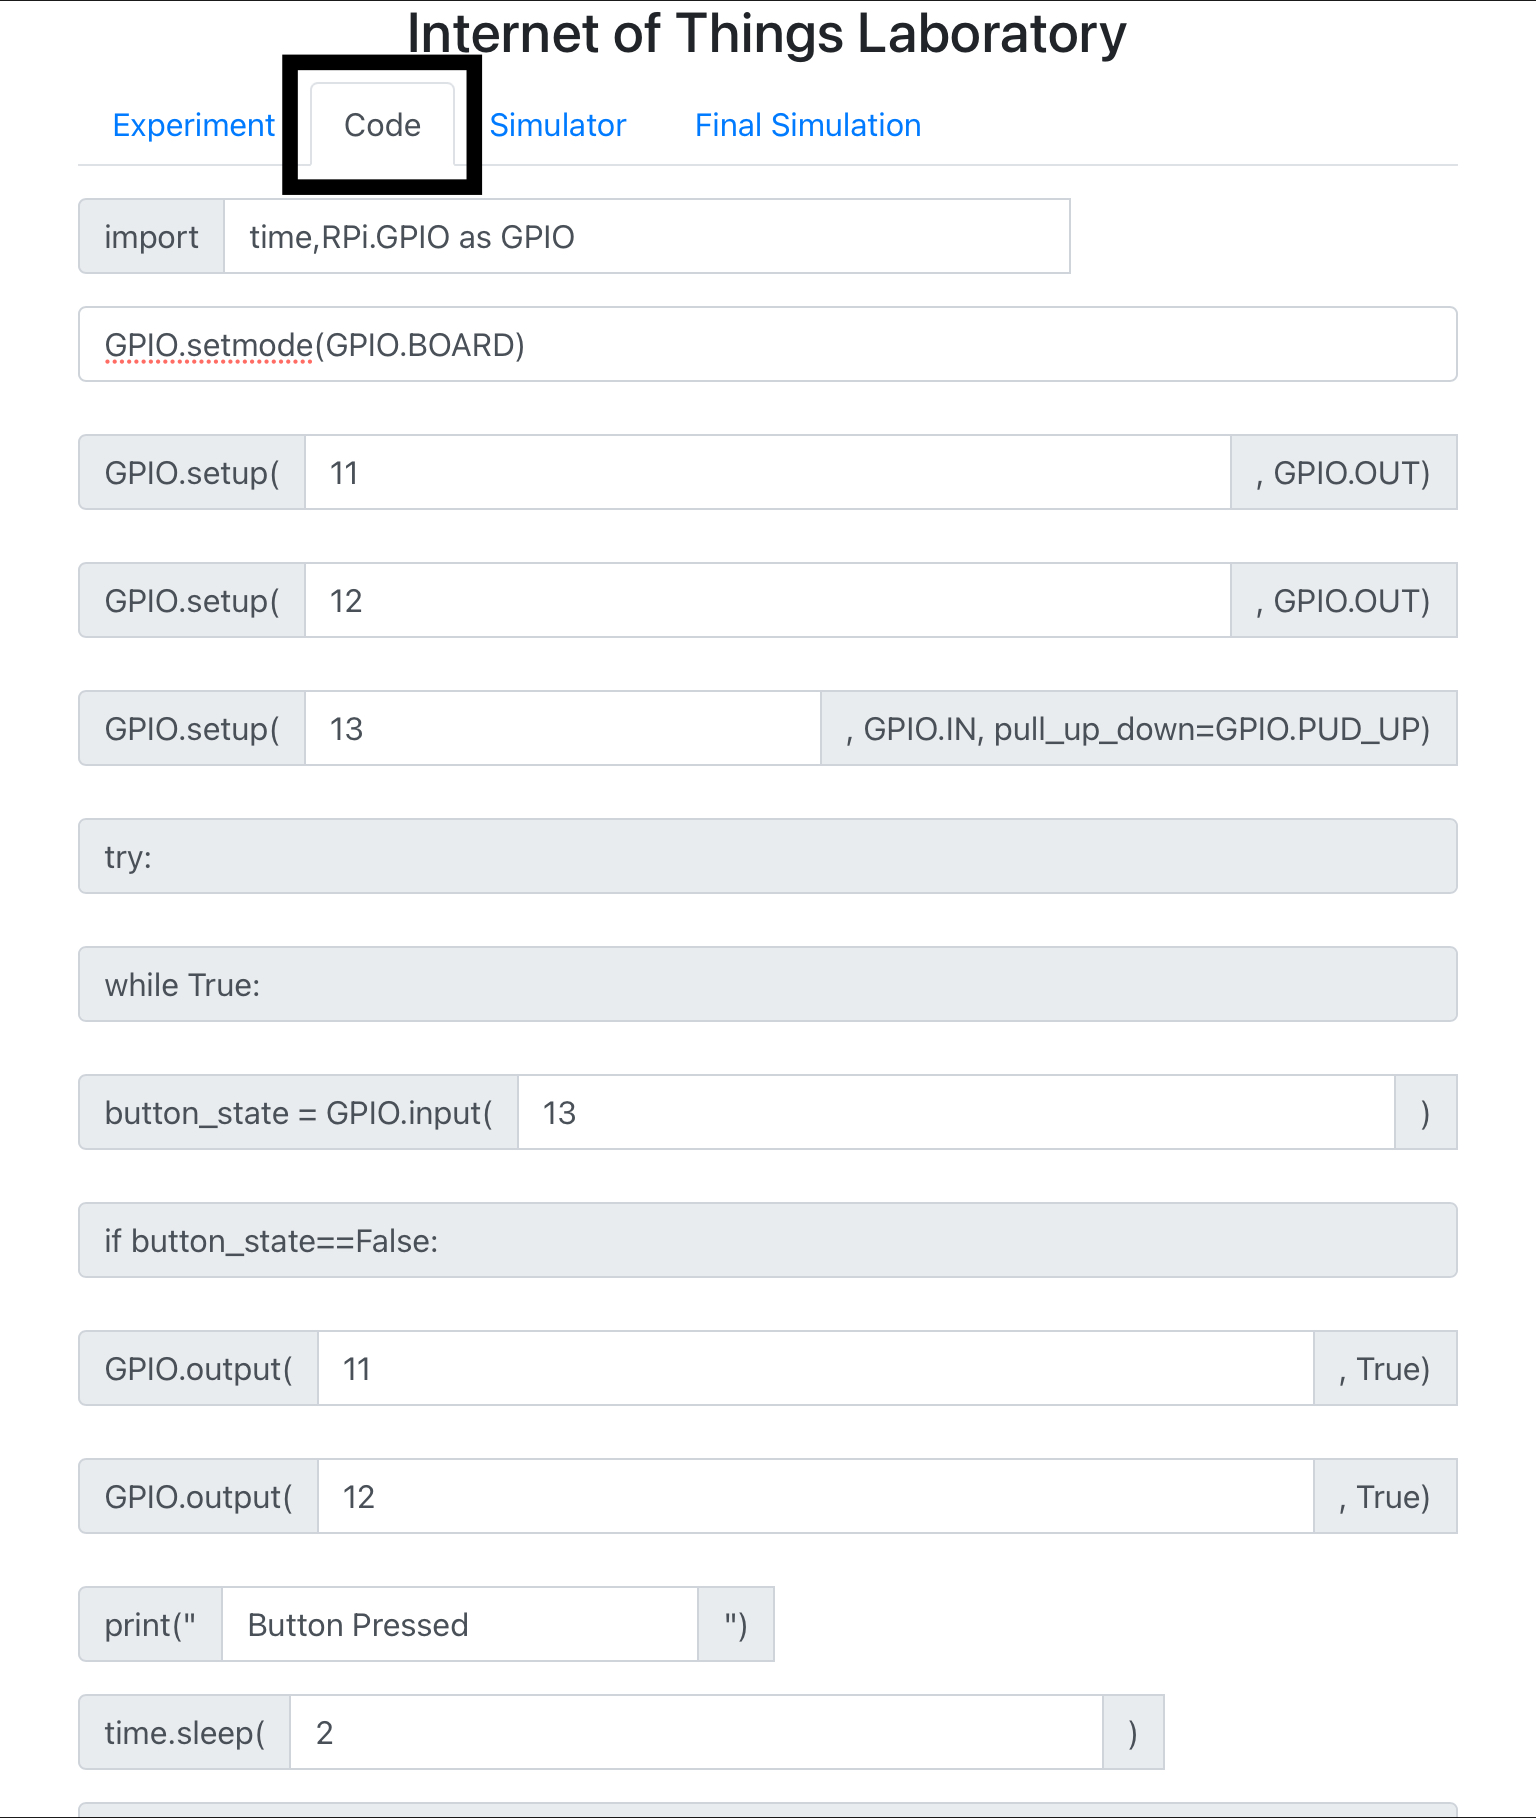 Internet of Things Laboratory
Experiment Code Simulator Final Simulation
import time,RPi.GPIO as GPIO
GPIO.setmode(GPIO.BOARD)
GPIO.setup( 11 , GPIO.OUT)
GPIO.setup( 12 , GPIO.OUT)
GPIO.setup( 13 , GPIO.IN, pull_up_down=GPIO.PUD_UP)
try:
while True:
button_state = GPIO.input( 13 )
if button_state==False:
GPIO.output( 11 , True)
GPIO.output( 12 , True)
print(" Button Pressed ")
time.sleep( 2 )